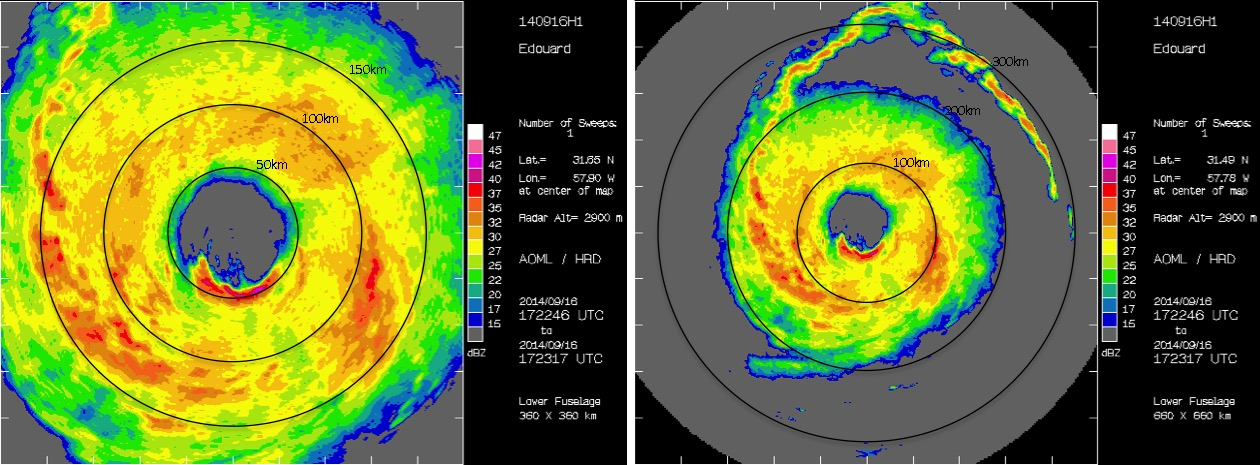 140916H1
Edouard
150km
100km
50km
Number of Sweeps:
1
Lat.= 31.65 N
Lon.= 57.90 W
at center of map
Radar Alt= 2900 m
AOML / HRD
2014/09/16
172246 UTC
to
2014/09/16
172317 UTC
Lower Fuselage
360 X 360 km
47
45
42
40
37
35
32
30
27
25
22
20
17
15
dBZ
140916H1
Edouard
300km
200km
100km
Number of Sweeps:
1
Lat.= 31.49 N
Lon.= 57.78 W
at center of map
Radar Alt= 2900 m
AOML / HRD
2014/09/16
172246 UTC
to
2014/09/16
172317 UTC
Lower Fuselage
660 X 660 km
47
45
42
40
37
35
32
30
27
25
22
20
17
15
dBZ